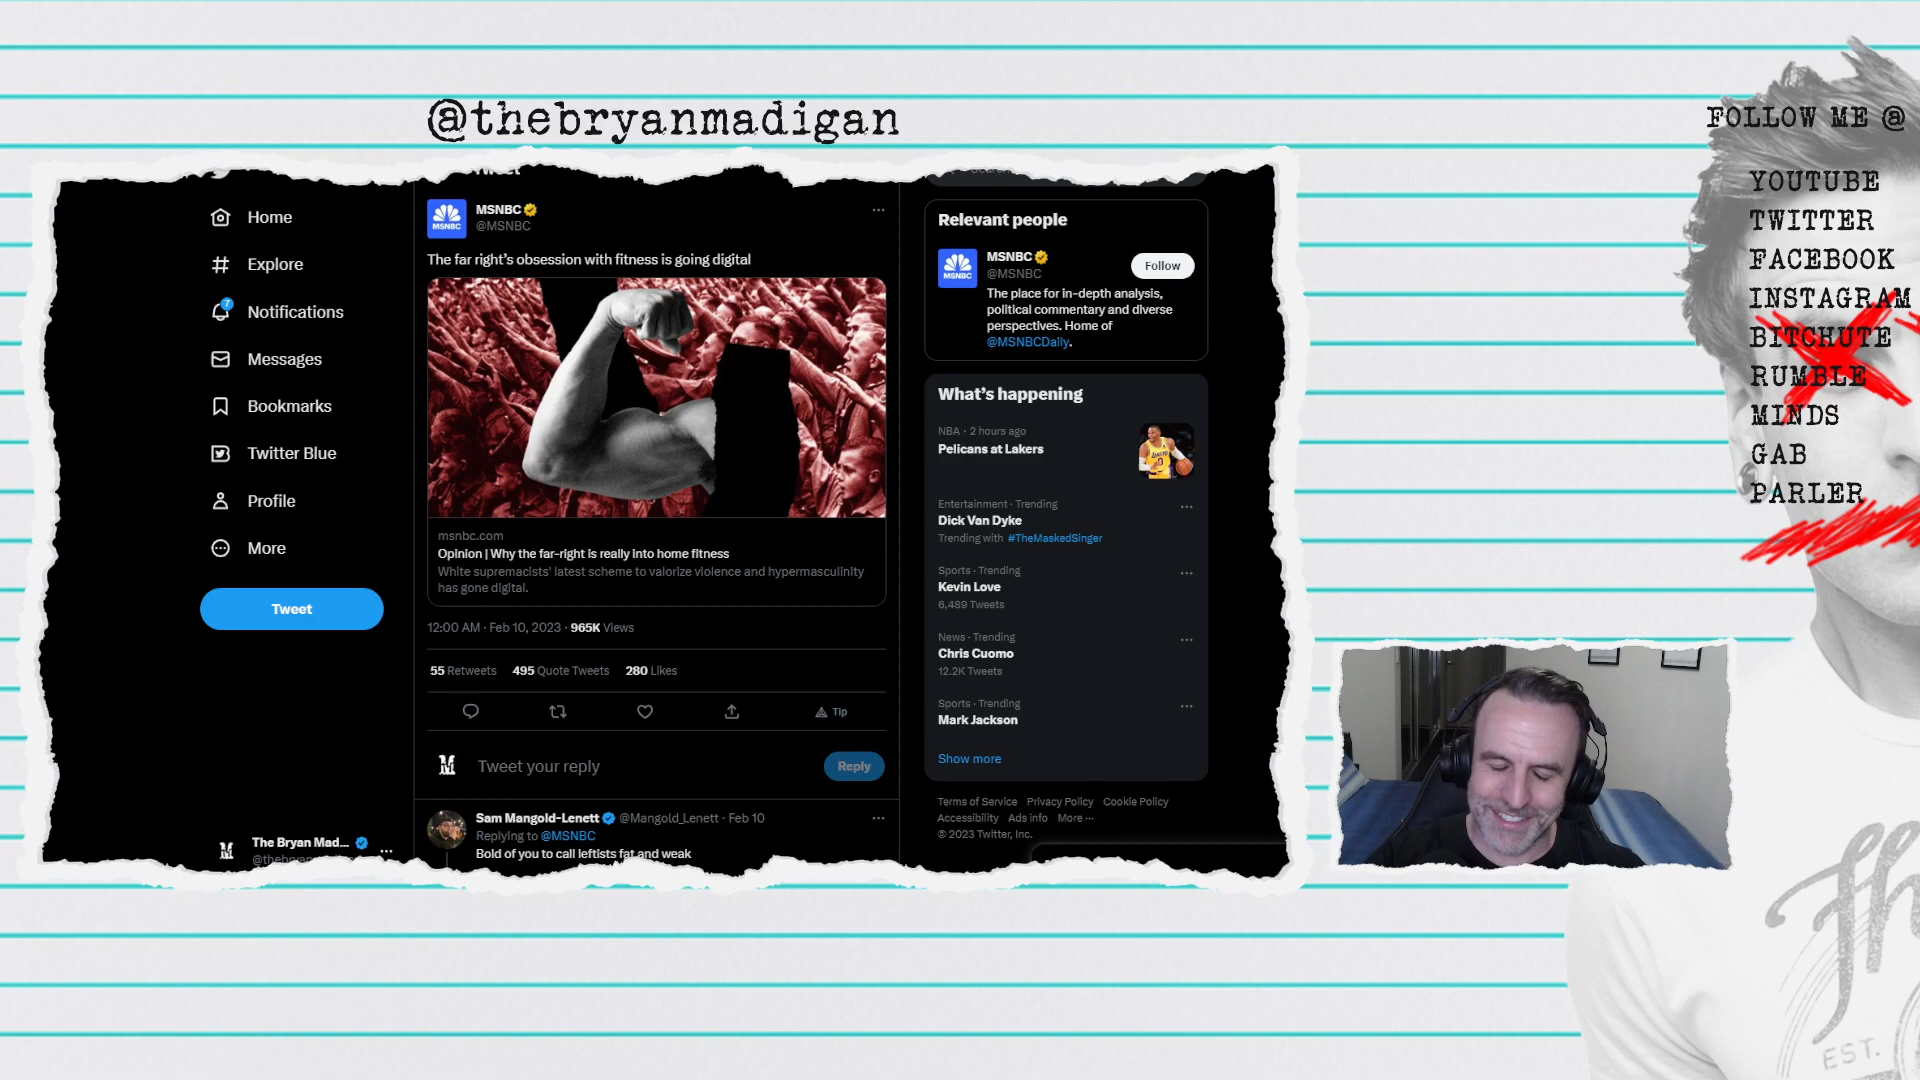 @thebryanmadigan
FOLLOW ME @
YOUTUBE
TWITTER
FACEBOOK
INSTAGRAM
BITCHUTE
RUMBLE
MINDS
GAB
PARLER
Home
Explore
7
Notifications
Messages
Bookmarks
Twitter Blue
Profile
More
Tweet
The Bryan Mad...
MSNBC
MSNBC
@MSNBC
The far right's obsession with fitness is going digital
msnbc.com
Opinion | Why the far-right is really into home fitness
White supremacists' latest scheme to valorize violence and hypermasculinity
has gone digital.
12:00 AM · Feb 10, 2023 · 965K Views
55 Retweets 495 Quote Tweets 280 Likes
Tip
Tweet your reply
Reply
Sam Mangold-Lenett @Mangold_Lenett · Feb 10
Replying to @MSNBC
Bold of you to call leftists fat and weak
Relevant people
MSNBC
MSNBC
@MSNBC
Follow
The place for in-depth analysis,
political commentary and diverse
perspectives. Home of
@MSNBCDaily.
What's happening
NBA · 2 hours ago
Pelicans at Lakers
Entertainment · Trending
Dick Van Dyke
Trending with #TheMaskedSinger
Sports · Trending
Kevin Love
6,489 Tweets
News · Trending
Chris Cuomo
12.2K Tweets
Sports · Trending
Mark Jackson
Show more
Terms of Service Privacy Policy Cookie Policy
Accessibility Ads info More ···
© 2023 Twitter, Inc.
EST.